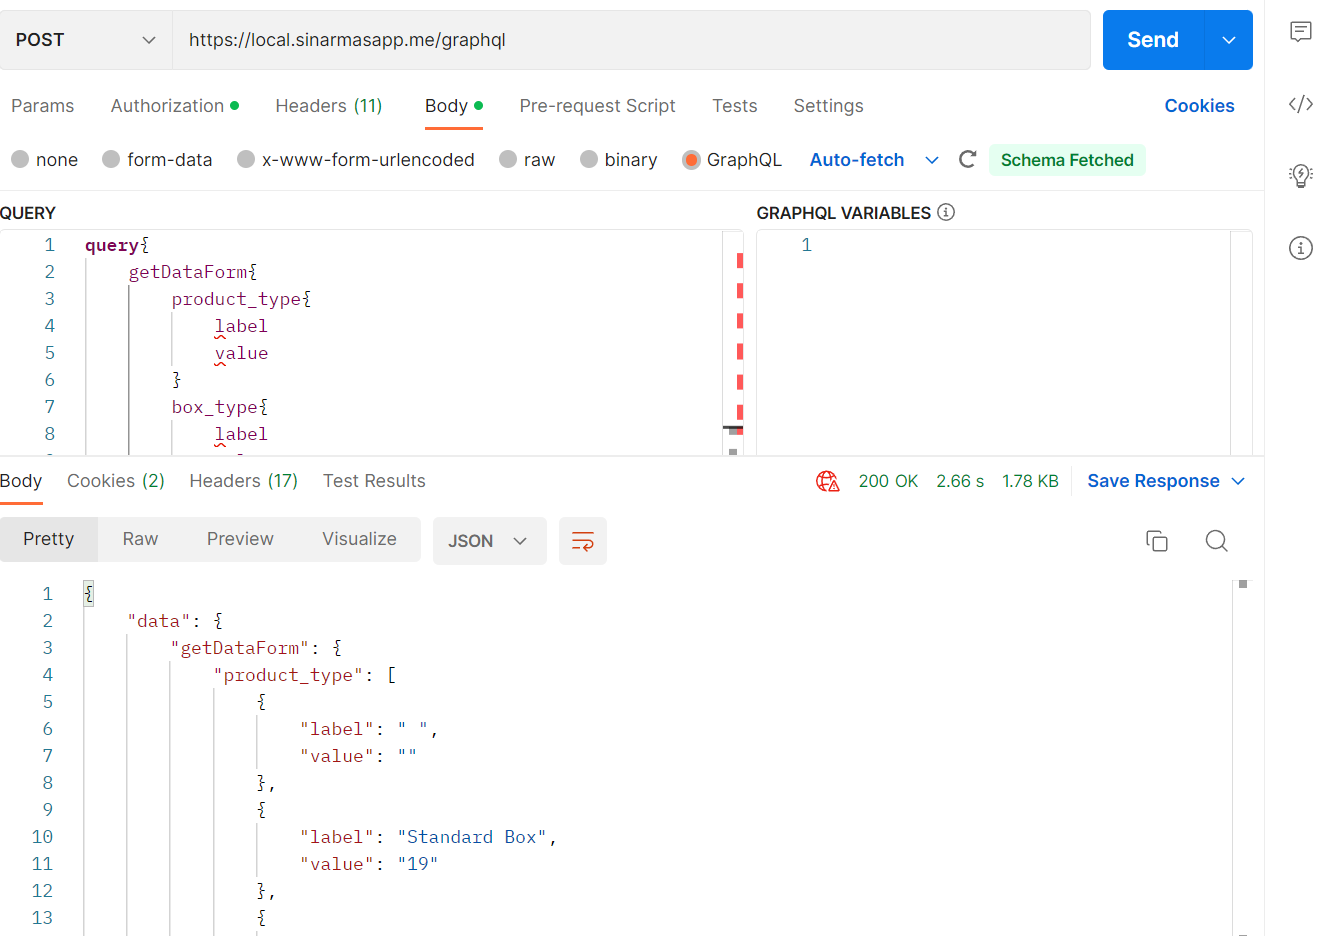 POST https://local.sinarmasapp.me/graphql Send
Params Authorization Headers (11) Body Pre-request Script Tests Settings Cookies
none form-data x-www-form-urlencoded raw binary GraphQL Auto-fetch Schema Fetched
QUERY GRAPHQL VARIABLES
1 query{ 1
2 getDataForm{
3 product_type{
4 label
5 value
6 }
7 box_type{
8 label
Body Cookies (2) Headers (17) Test Results 200 OK 2.66 s 1.78 KB Save Response
Pretty Raw Preview Visualize JSON
1 {
2 "data": {
3 "getDataForm": {
4 "product_type": [
5 {
6 "label": " ",
7 "value": ""
8 },
9 {
10 "label": "Standard Box",
11 "value": "19"
12 },
13 {